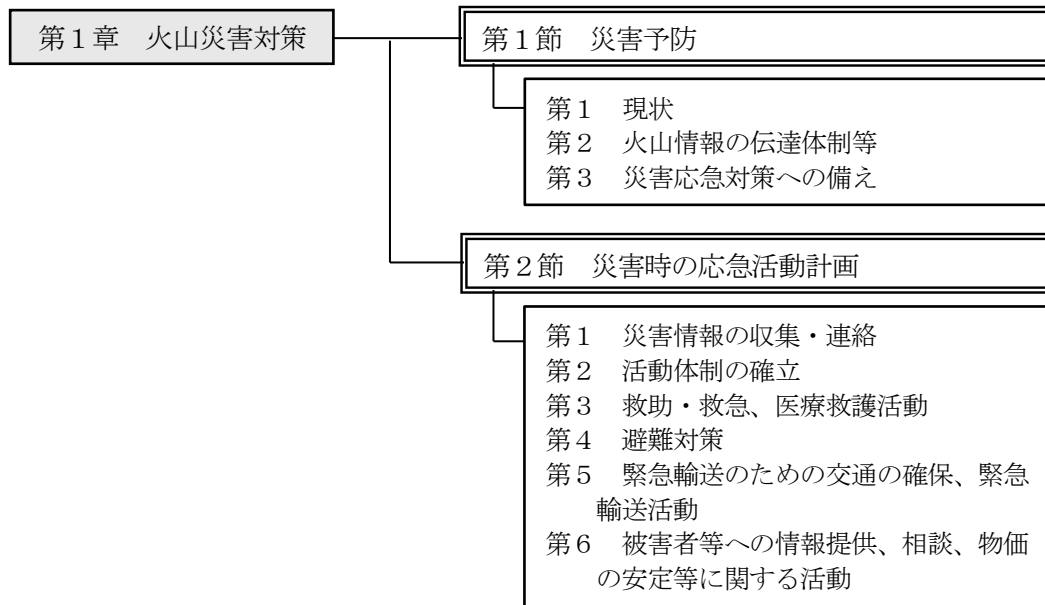 第１章　火山災害対策
第１節　災害予防
第１　現状
第２　火山情報の伝達体制等
第３　災害応急対策への備え
第２節　災害時の応急活動計画
第１　災害情報の収集・連絡
第２　活動体制の確立
第３　救助・救急、医療救護活動
第４　避難対策
第５　緊急輸送のための交通の確保、緊急
輸送活動
第６　被害者等への情報提供、相談、物価
の安定等に関する活動